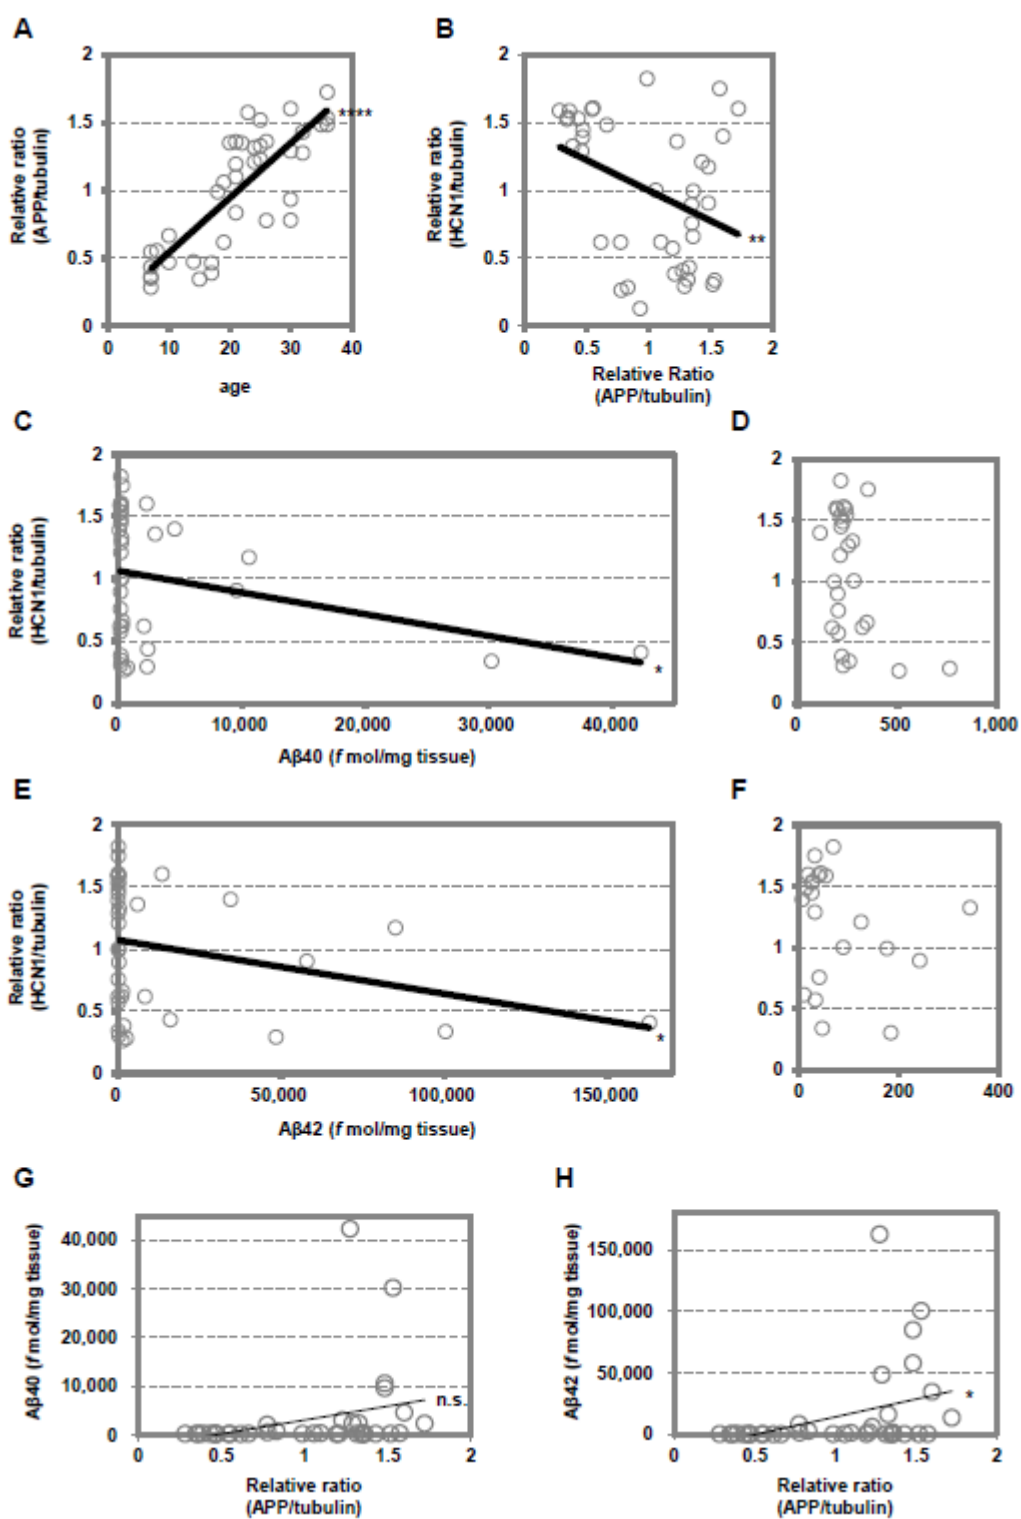 A
2
1.5
1
0.5
0
Relative ratio
(APP/tubulin)
****
0 10 20 30 40
age
B
2
1.5
1
0.5
0
Relative ratio
(HCN1/tubulin)
**
0 0.5 1 1.5 2
Relative Ratio
(APP/tubulin)
C
2
1.5
1
0.5
0
Relative ratio
(HCN1/tubulin)
*
0 10,000 20,000 30,000 40,000
Aβ40 (f mol/mg tissue)
D
2
1.5
1
0.5
0
0 500 1,000
E
2
1.5
1
0.5
0
Relative ratio
(HCN1/tubulin)
*
0 50,000 100,000 150,000
Aβ42 (f mol/mg tissue)
F
2
1.5
1
0.5
0
0 200 400
G
40,000
30,000
20,000
10,000
0
Aβ40 (f mol/mg tissue)
n.s.
0 0.5 1 1.5 2
Relative ratio
(APP/tubulin)
H
150,000
100,000
50,000
0
Aβ42 (f mol/mg tissue)
*
0 0.5 1 1.5 2
Relative ratio
(APP/tubulin)